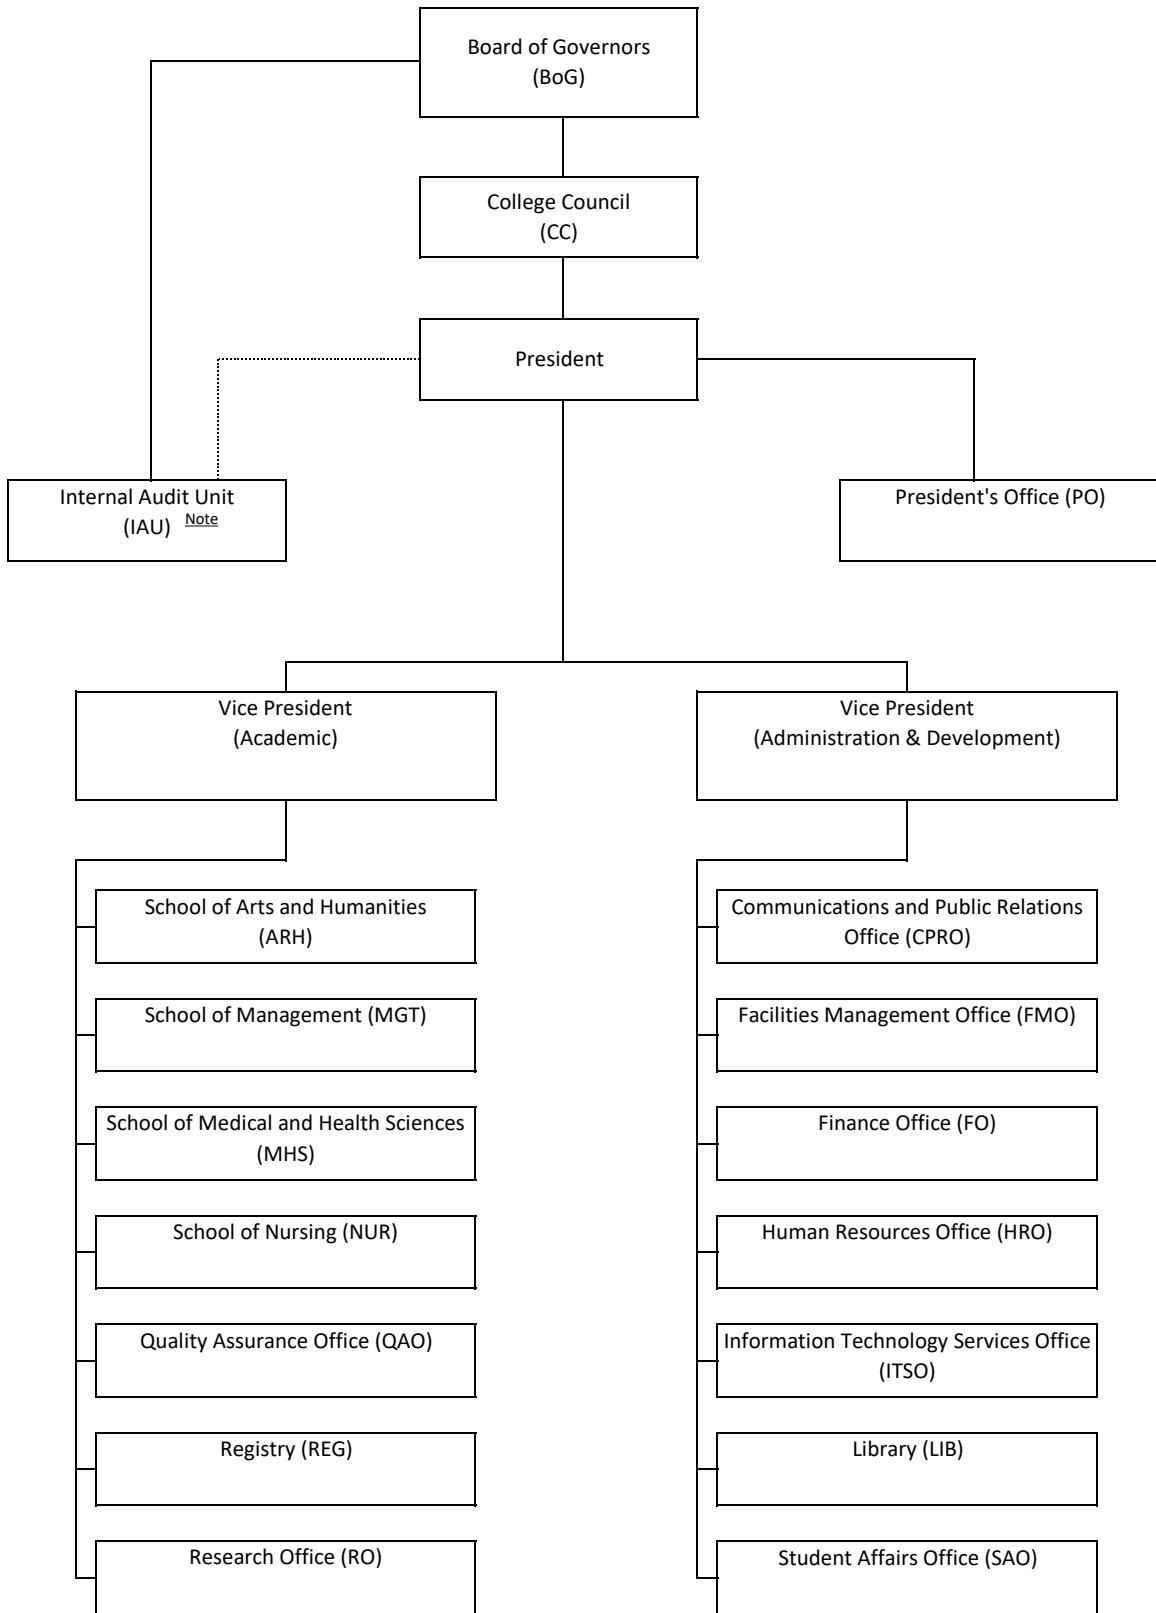 Board of Governors
(BoG)
College Council
(CC)
President
Internal Audit Unit
(IAU) Note
President's Office (PO)
Vice President
(Academic)
Vice President
(Administration & Development)
School of Arts and Humanities
(ARH)
School of Management (MGT)
School of Medical and Health Sciences
(MHS)
School of Nursing (NUR)
Quality Assurance Office (QAO)
Registry (REG)
Research Office (RO)
Communications and Public Relations
Office (CPRO)
Facilities Management Office (FMO)
Finance Office (FO)
Human Resources Office (HRO)
Information Technology Services Office
(ITSO)
Library (LIB)
Student Affairs Office (SAO)